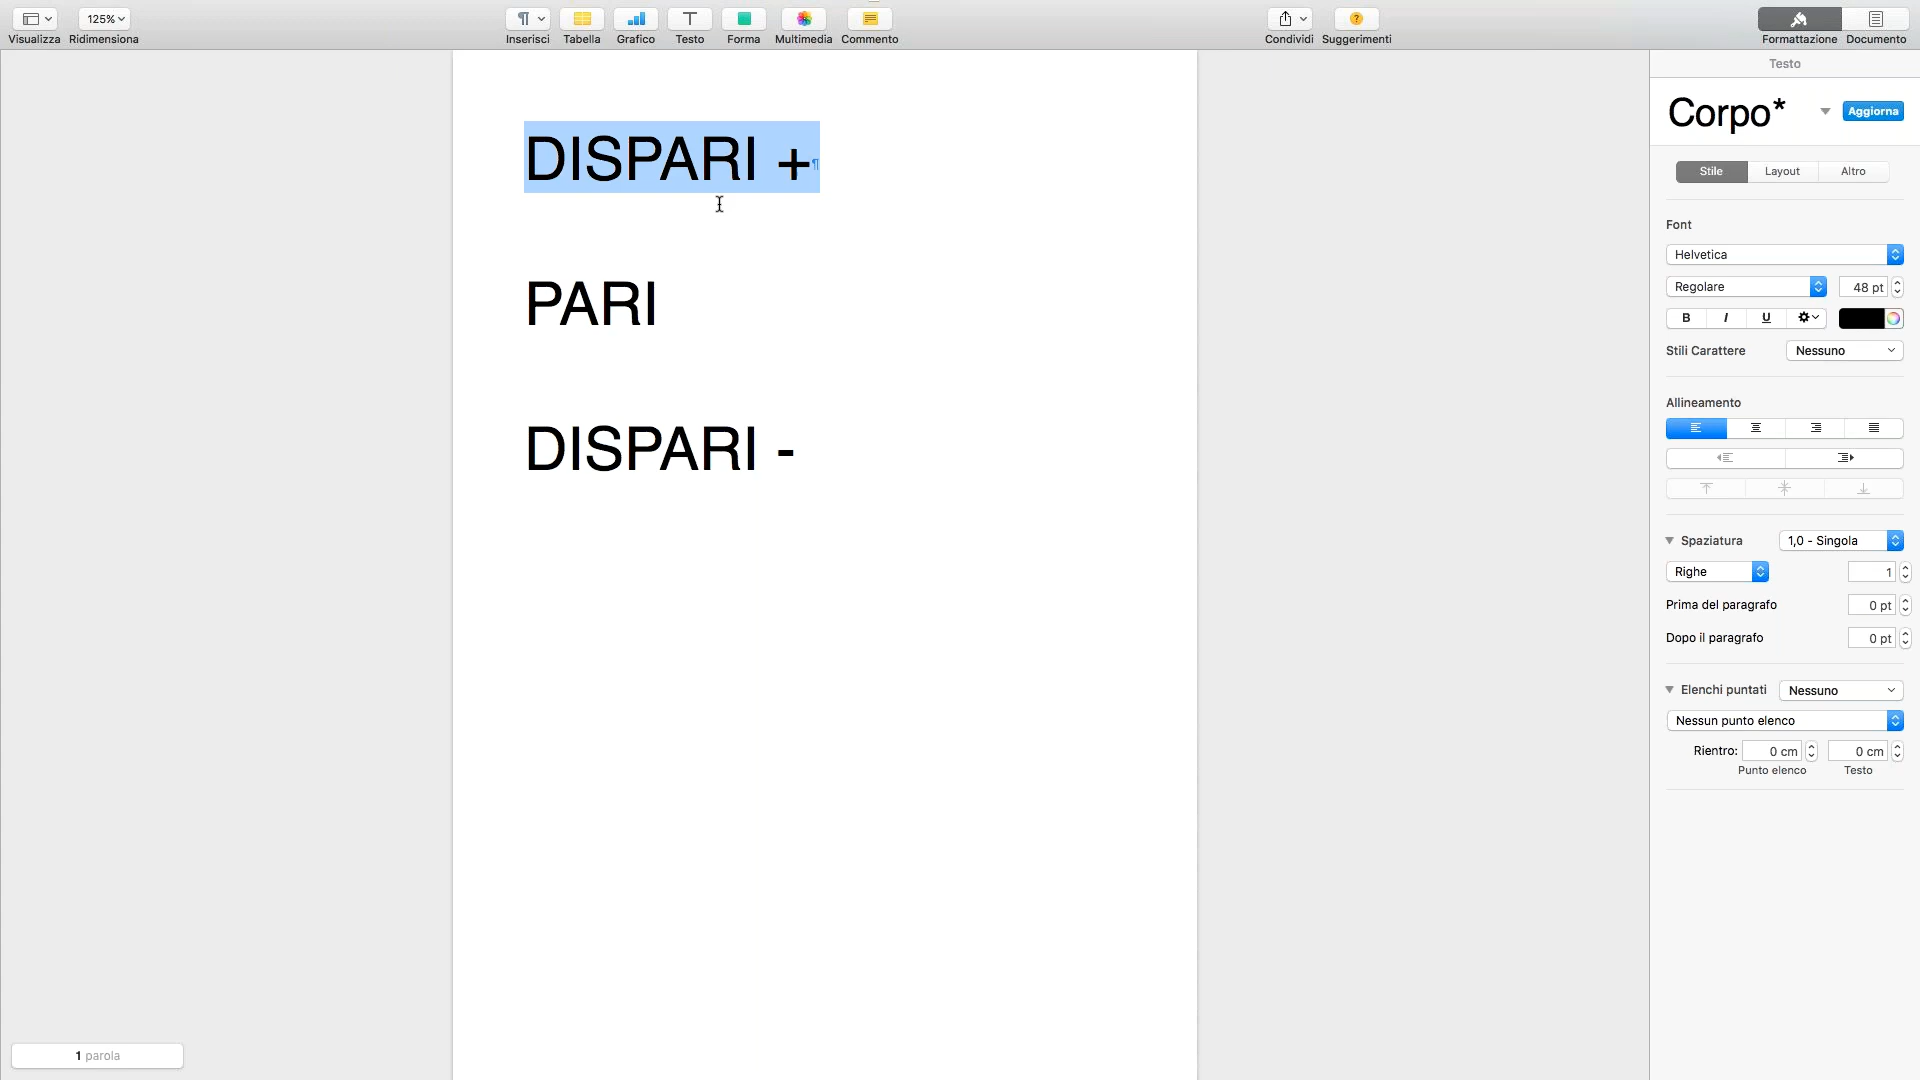 125%
Visualizza Ridimensiona
Inserisci Tabella Grafico Testo Forma Multimedia Commento
Condividi Suggerimenti
Formattazione Documento
Testo
Corpo*
Aggiorna
Stile Layout Altro
Font
Helvetica
Regolare 48 pt
B I U
Stili Carattere Nessuno
Allineamento
Spaziatura 1,0 - Singola
Righe 1
Prima del paragrafo 0 pt
Dopo il paragrafo 0 pt
Elenchi puntati Nessuno
Nessun punto elenco
Rientro: 0 cm 0 cm
Punto elenco Testo
DISPARI +¶
PARI
DISPARI -
1 parola